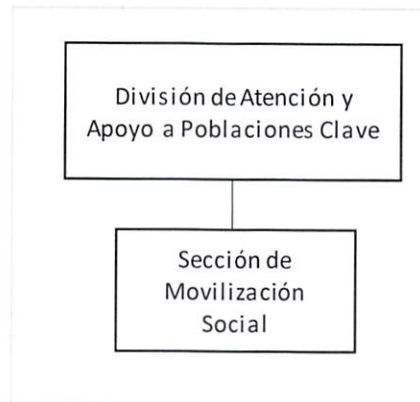 División de Atención y
Apoyo a Poblaciones Clave
Sección de
Movilización
Social